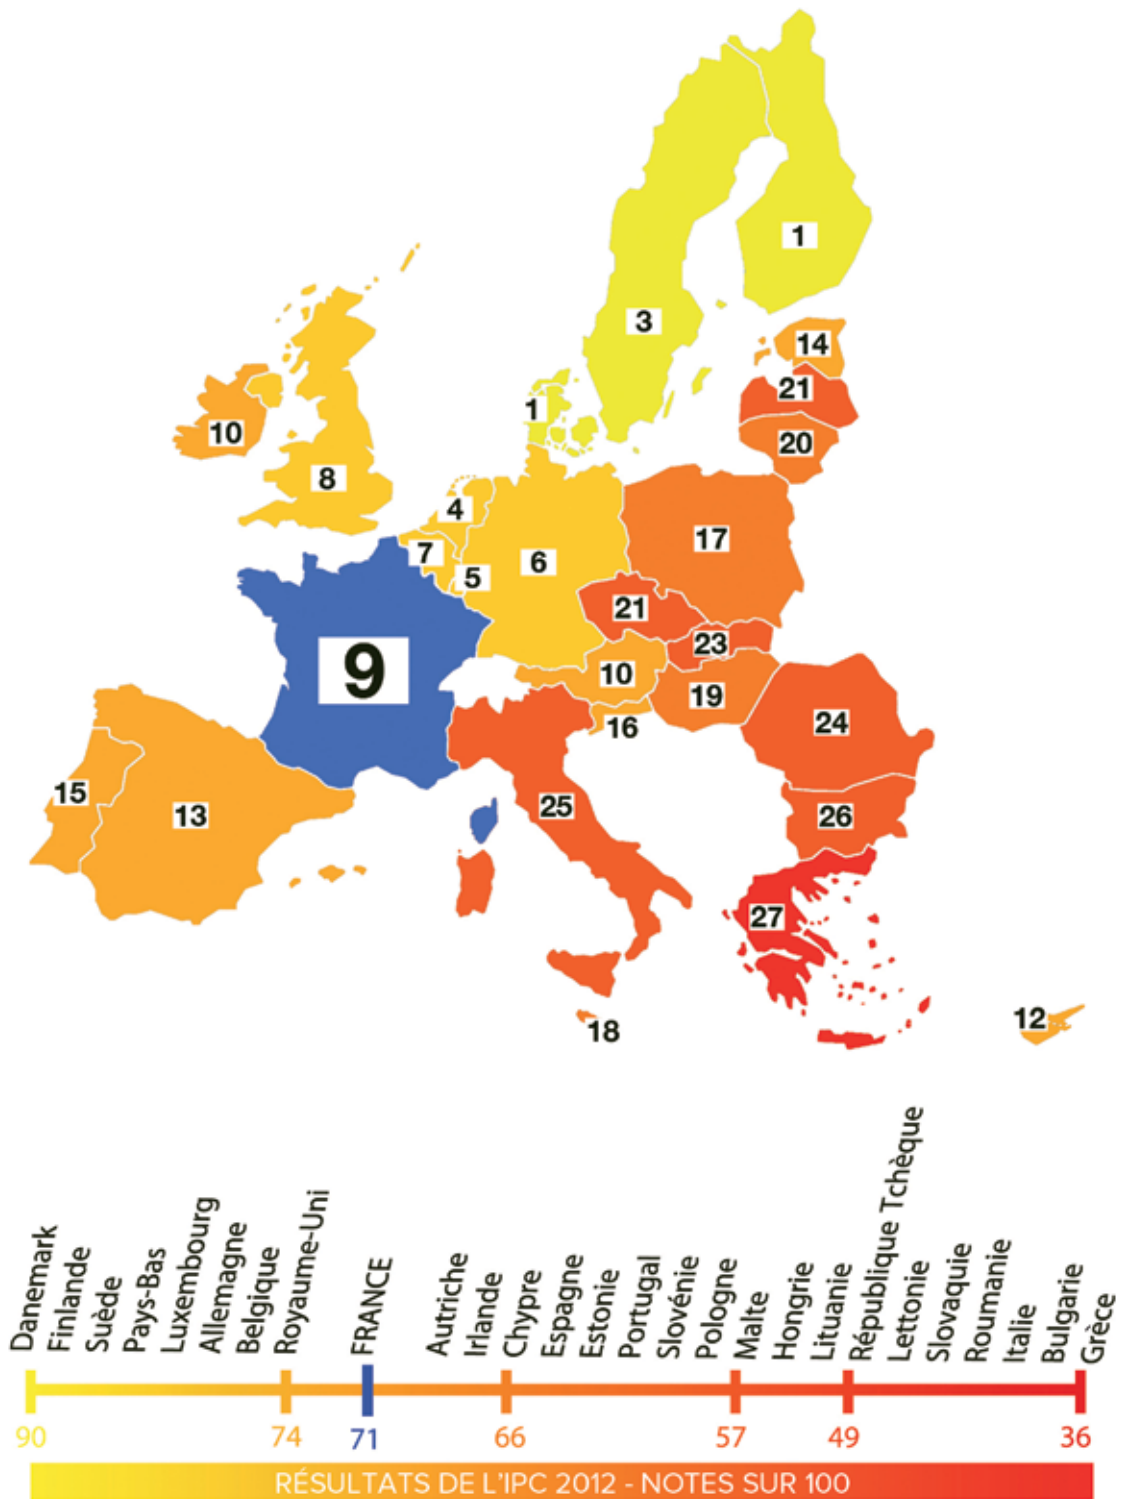 1
3
14
21
1
10
20
8
4
17
7
6
5
21
23
9
10
19
24
16
15
13
25
26
27
18
12
Danemark
Finlande
Suède
Pays-Bas
Luxembourg
Allemagne
Belgique
Royaume-Uni
FRANCE
Autriche
Irlande
Chypre
Espagne
Estonie
Portugal
Slovénie
Pologne
Malte
Hongrie
Lituanie
République Tchèque
Lettonie
Slovaquie
Roumanie
Italie
Bulgarie
Grèce
90 74 71 66 57 49 36
RÉSULTATS DE L'IPC 2012 - NOTES SUR 100